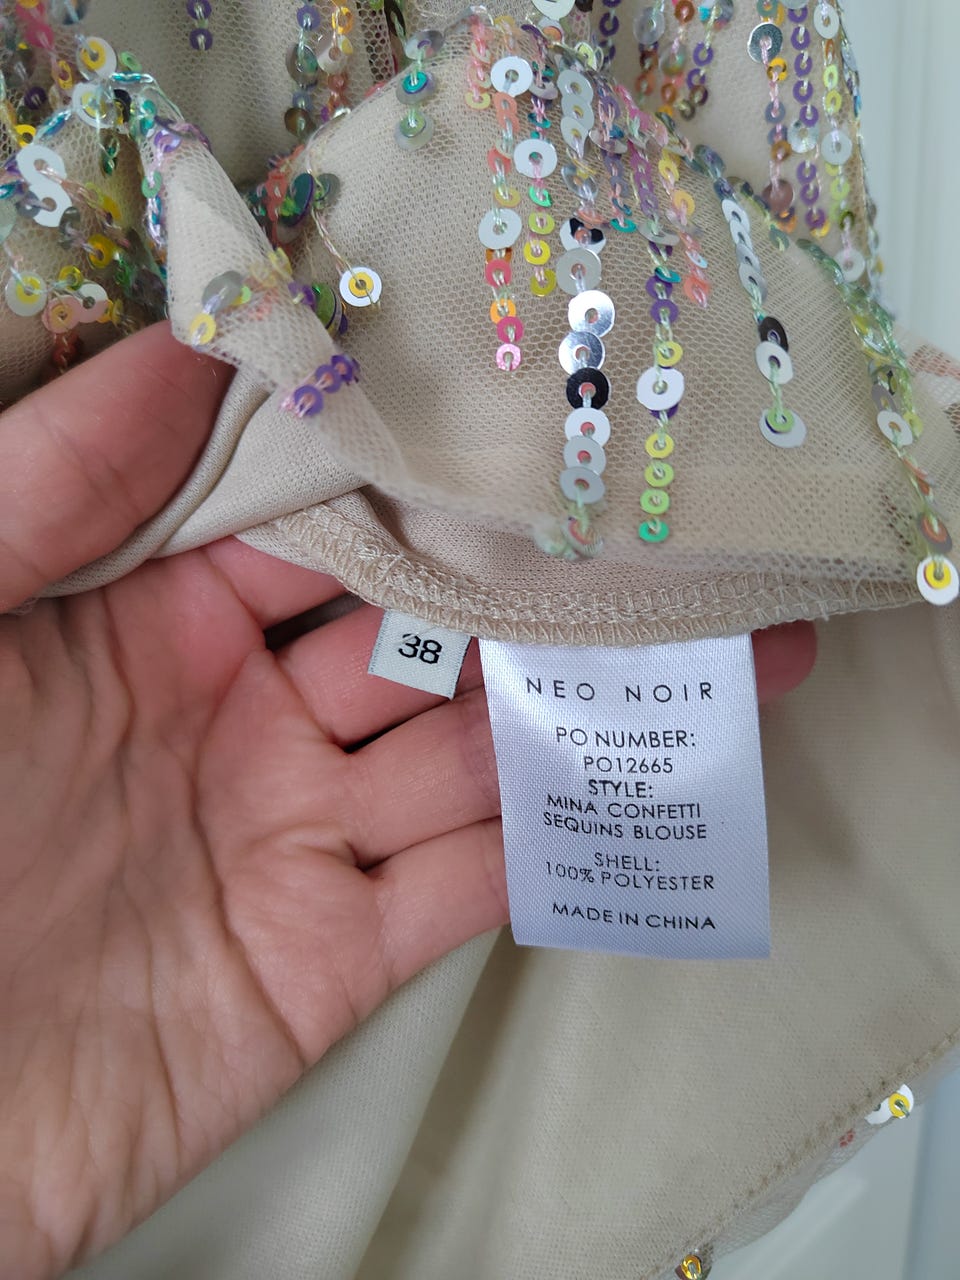 38
NEO NOIR
PO NUMBER:
PO12665
STYLE:
MINA CONFETTI
SEQUINS BLOUSE
SHELL:
100% POLYESTER
MADE IN CHINA